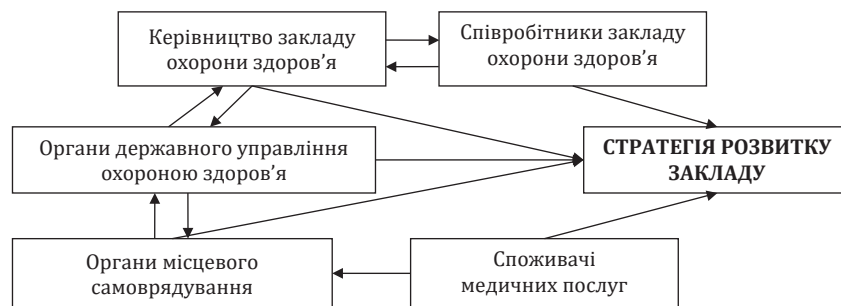 Керівництво закладу
охорони здоров’я
Співробітники закладу
охорони здоров’я
Органи державного управління
охороною здоров’я
СТРАТЕГІЯ РОЗВИТКУ
ЗАКЛАДУ
Органи місцевого
самоврядування
Споживачі
медичних послуг